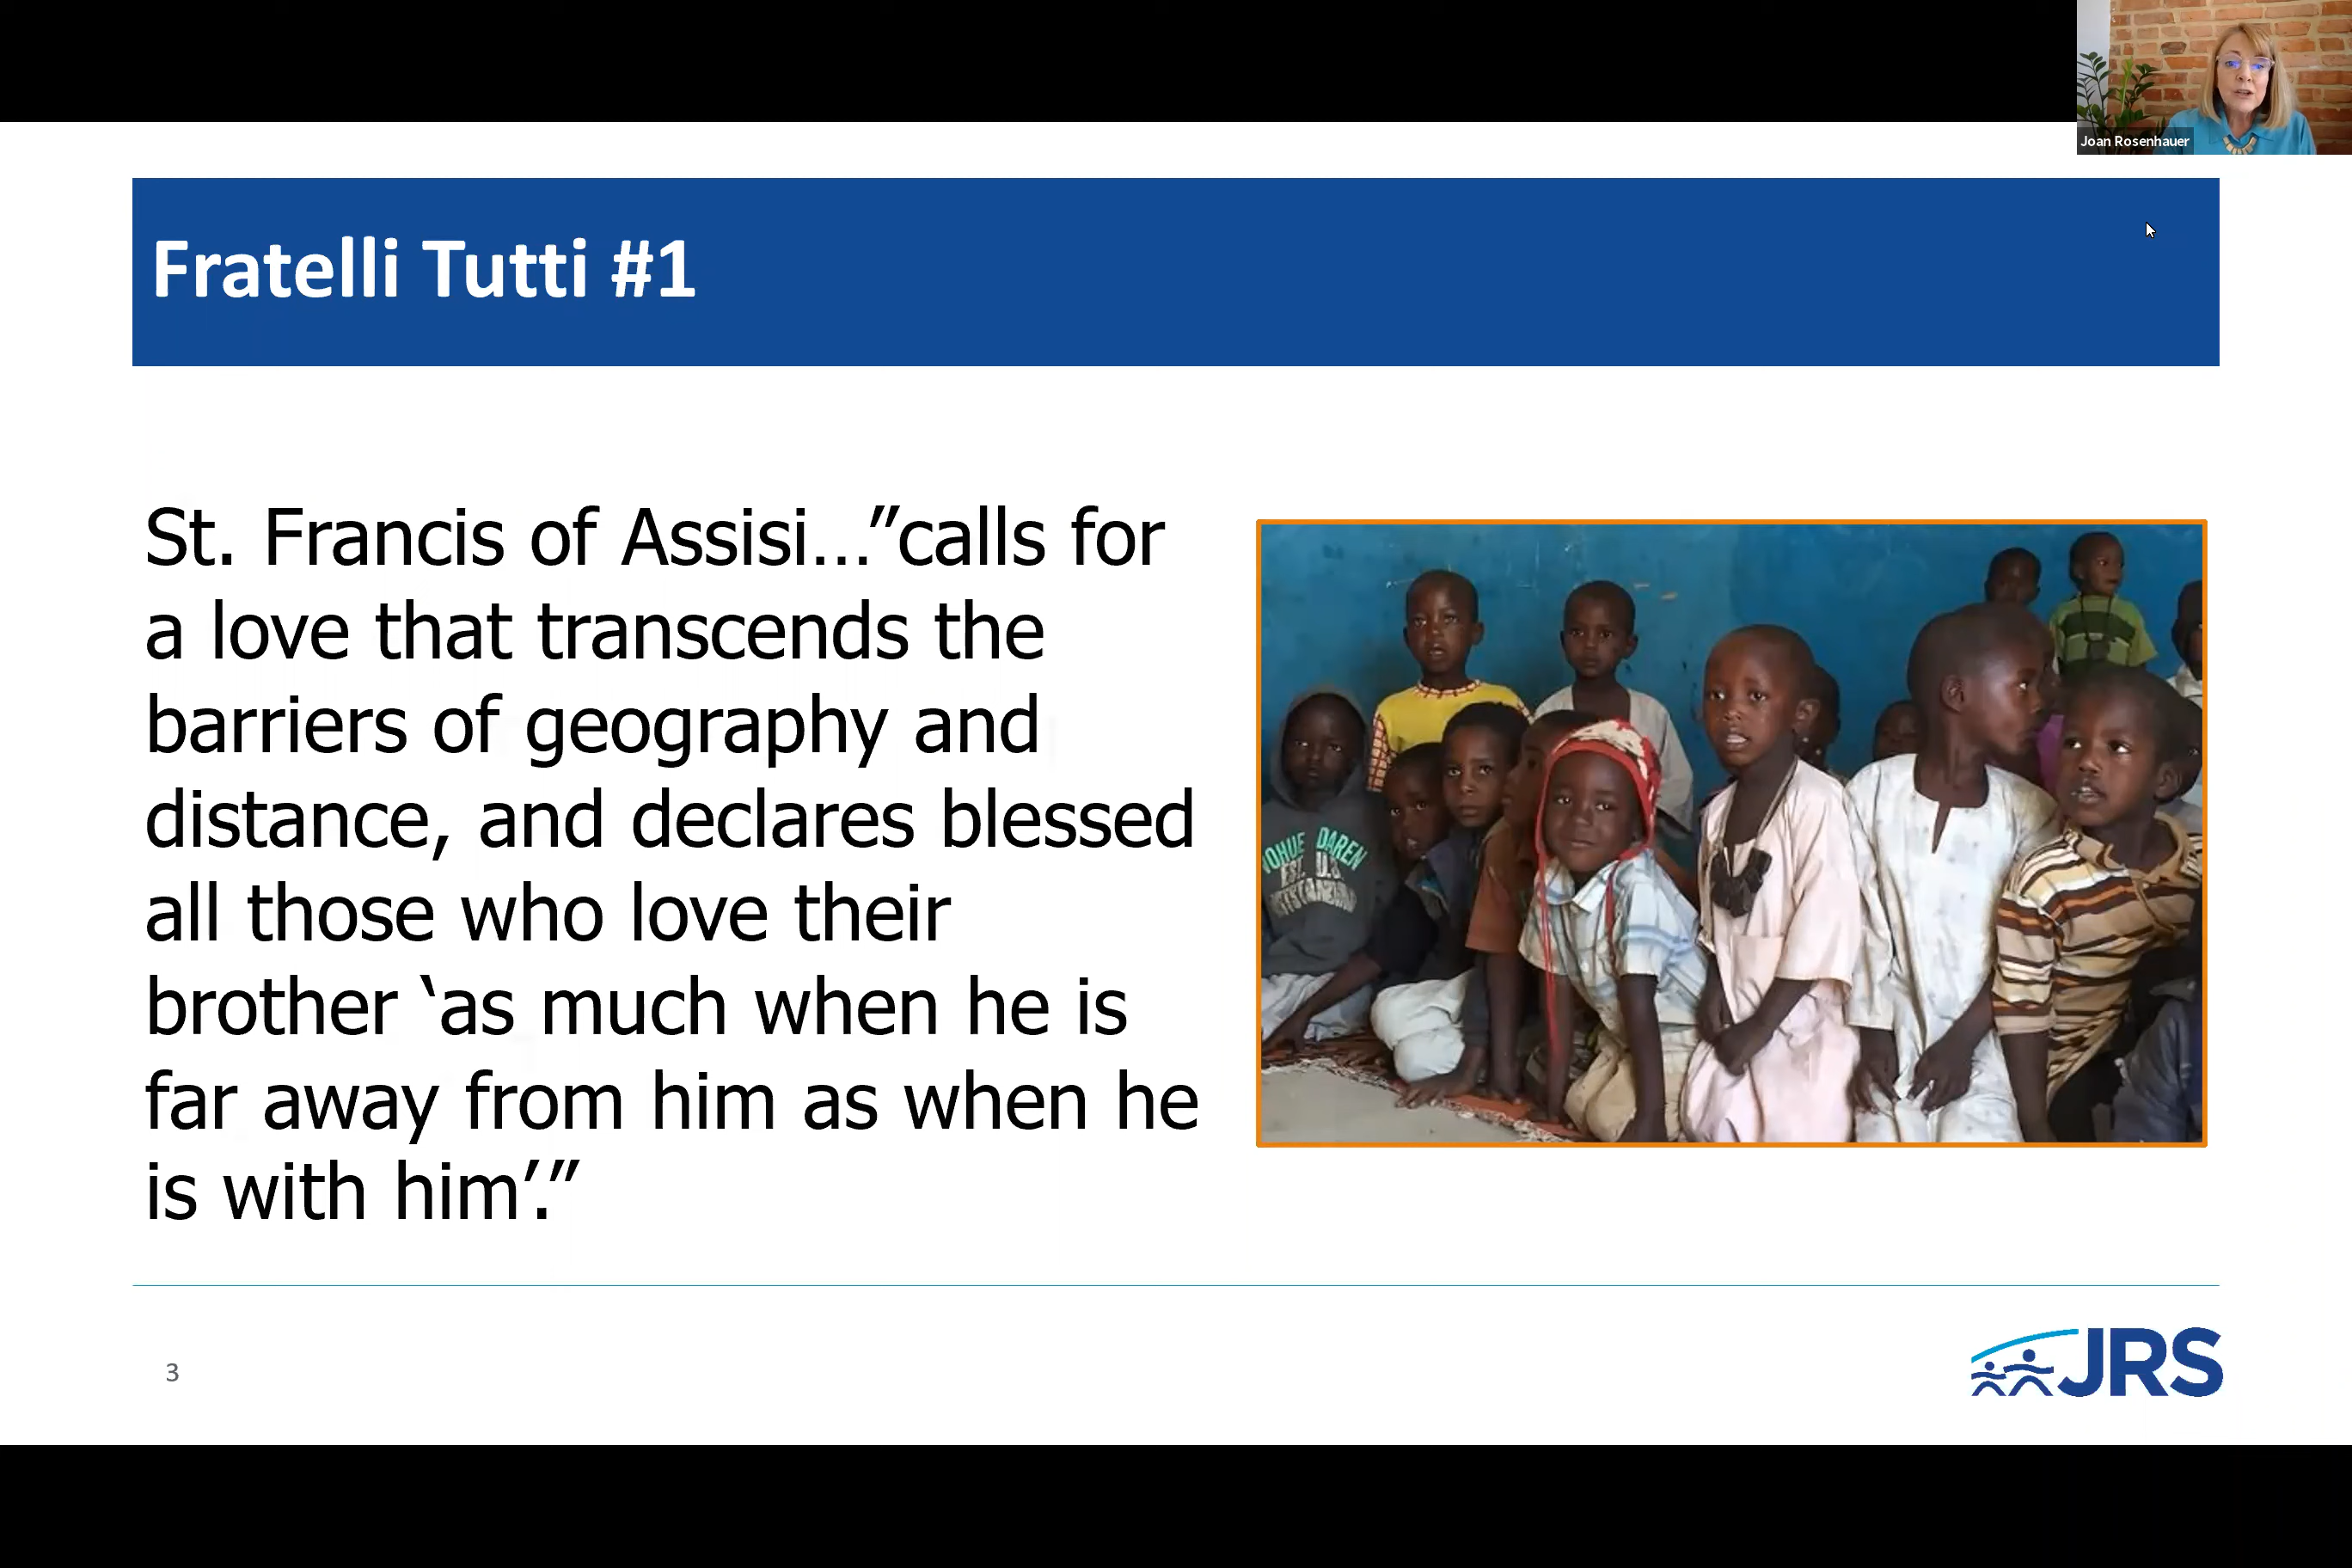 Joan Rosenhauer
Fratelli Tutti #1
St. Francis of Assisi...”calls for
a love that transcends the
barriers of geography and
distance, and declares blessed
all those who love their
brother ‘as much when he is
far away from him as when he
is with him’.”
DAREN
3
JRS